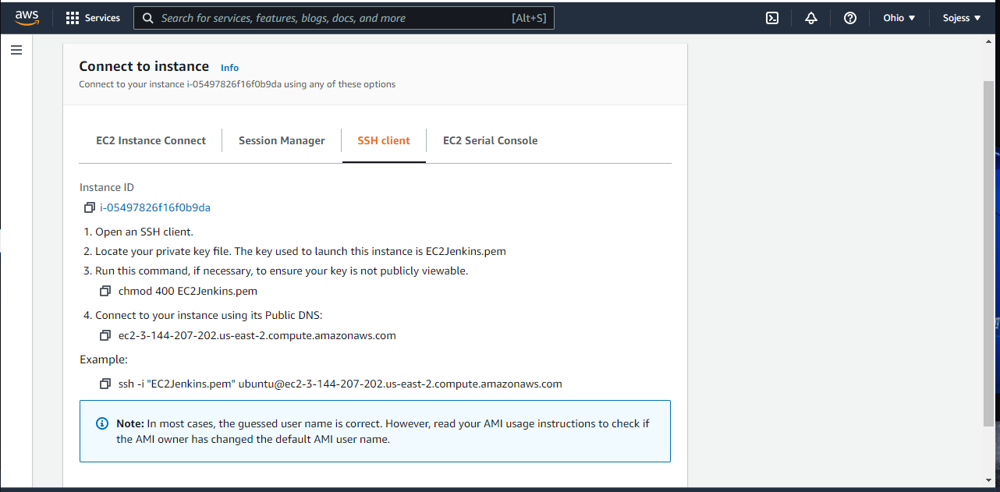 aws
Services
Search for services, features, blogs, docs, and more
[Alt+S]
Ohio
Sojess
Connect to instance Info
Connect to your instance i-05497826f16f0b9da using any of these options
EC2 Instance Connect
Session Manager
SSH client
EC2 Serial Console
Instance ID
i-05497826f16f0b9da
1. Open an SSH client.
2. Locate your private key file. The key used to launch this instance is EC2Jenkins.pem
3. Run this command, if necessary, to ensure your key is not publicly viewable.
chmod 400 EC2Jenkins.pem
4. Connect to your instance using its Public DNS:
ec2-3-144-207-202.us-east-2.compute.amazonaws.com
Example:
ssh -i "EC2Jenkins.pem" ubuntu@ec2-3-144-207-202.us-east-2.compute.amazonaws.com
Note: In most cases, the guessed user name is correct. However, read your AMI usage instructions to check if
the AMI owner has changed the default AMI user name.